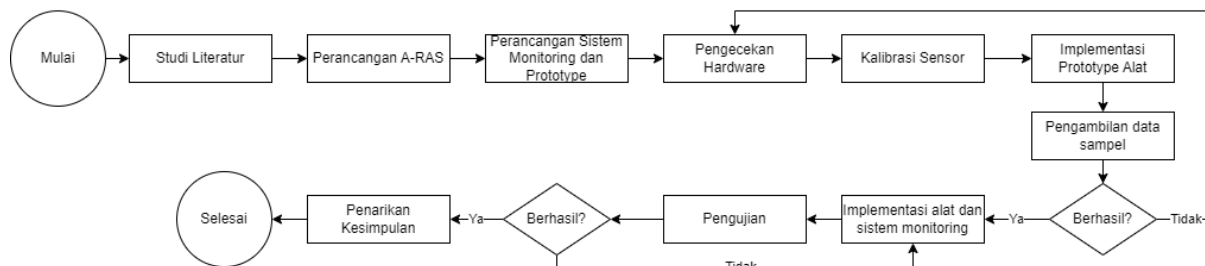 Mulai
Studi Literatur
Perancangan A-RAS
Perancangan Sistem
Monitoring dan
Prototype
Pengecekan
Hardware
Kalibrasi Sensor
Implementasi
Prototype Alat
Pengambilan data
sampel
Berhasil?
Tidak
Ya
Implementasi alat dan
sistem monitoring
Pengujian
Berhasil?
Ya
Tidak
Penarikan
Kesimpulan
Selesai